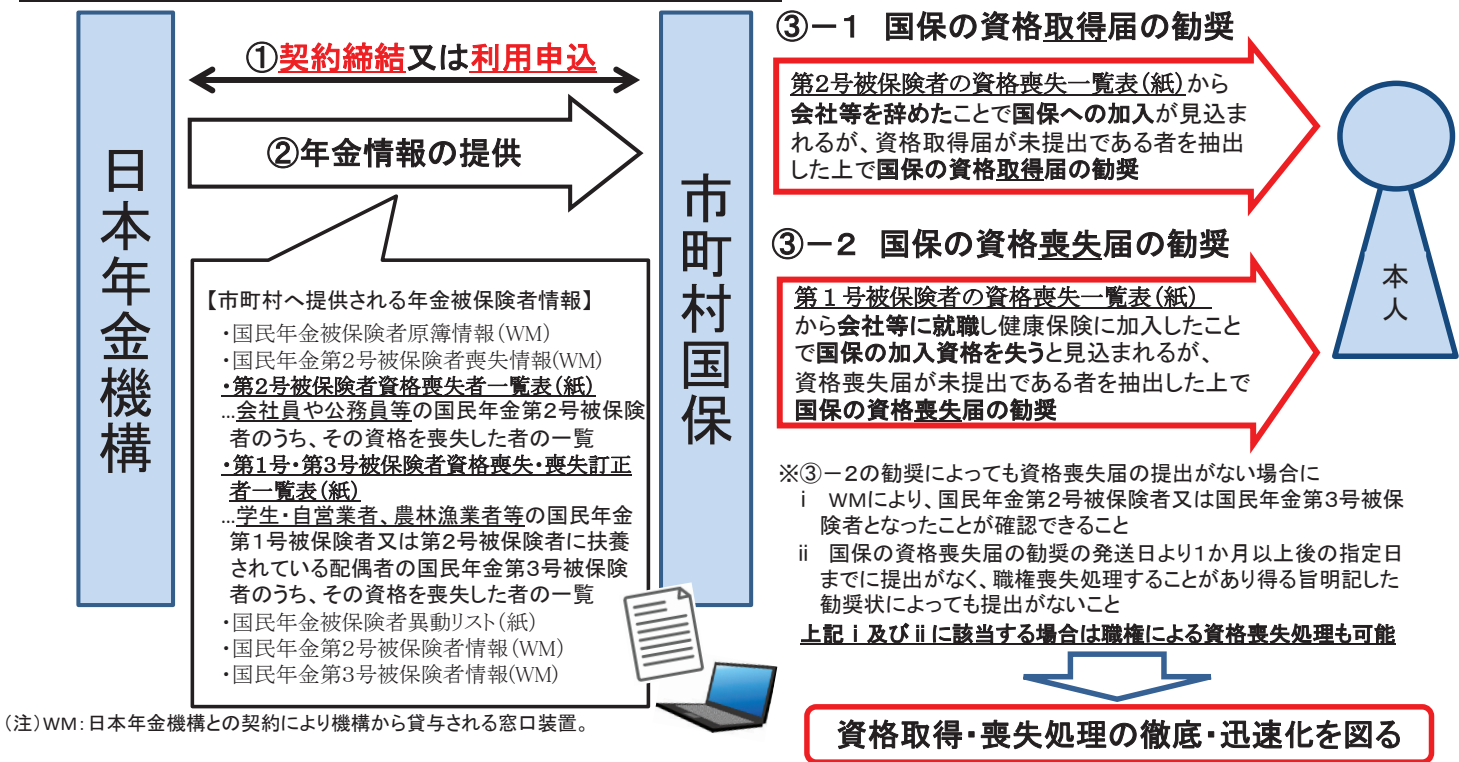 日本年金機構
①契約締結又は利用申込
②年金情報の提供
【市町村へ提供される年金被保険者情報】
・国民年金被保険者原簿情報(WM)
・国民年金第2号被保険者喪失情報(WM)
・第2号被保険者資格喪失者一覧表(紙)
…会社員や公務員等の国民年金第2号被保険
者のうち、その資格を喪失した者の一覧
・第1号・第3号被保険者資格喪失・喪失訂正
者一覧表(紙)
…学生・自営業者、農林漁業者等の国民年金
第1号被保険者又は第2号被保険者に扶養
されている配偶者の国民年金第3号被保険
者のうち、その資格を喪失した者の一覧
・国民年金被保険者異動リスト(紙)
・国民年金第2号被保険者情報(WM)
・国民年金第3号被保険者情報(WM)
(注)WM:日本年金機構との契約により機構から貸与される窓口装置。
市町村国保
③-1 国保の資格取得届の勧奨
第2号被保険者の資格喪失一覧表(紙)から
会社等を辞めたことで国保への加入が見込ま
れるが、資格取得届が未提出である者を抽出
した上で国保の資格取得届の勧奨
③-2 国保の資格喪失届の勧奨
第1号被保険者の資格喪失一覧表(紙)
から会社等に就職し健康保険に加入したこと
で国保の加入資格を失うと見込まれるが、
資格喪失届が未提出である者を抽出した上で
国保の資格喪失届の勧奨
本人
※③-2の勧奨によっても資格喪失届の提出がない場合に
ⅰ WMにより、国民年金第2号被保険者又は国民年金第3号被保
険者となったことが確認できること
ⅱ 国保の資格喪失届の勧奨の発送日より1か月以上後の指定日
までに提出がなく、職権喪失処理することがあり得る旨明記した
勧奨状によっても提出がないこと
上記ⅰ及びⅱに該当する場合は職権による資格喪失処理も可能
資格取得・喪失処理の徹底・迅速化を図る